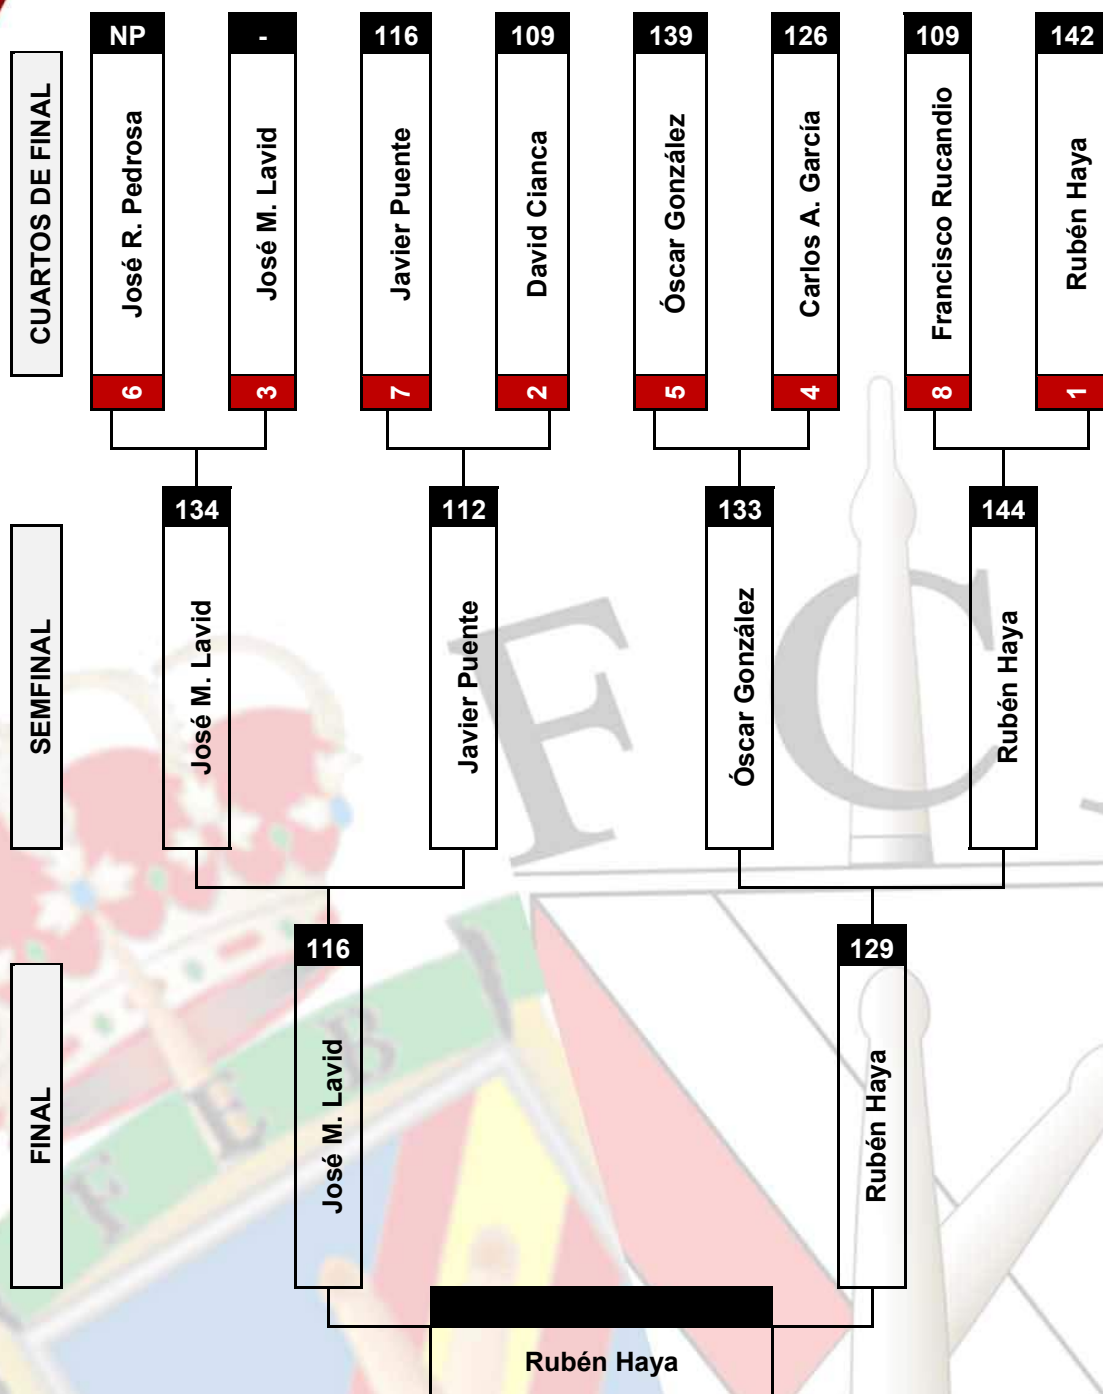 CUARTOS DE FINAL
NP
José R. Pedrosa
6
-
José M. Lavid
3
116
Javier Puente
7
109
David Cianca
2
139
Óscar González
5
126
Carlos A. García
4
109
Francisco Rucandio
8
142
Rubén Haya
1
SEMFINAL
134
José M. Lavid
112
Javier Puente
133
Óscar González
144
Rubén Haya
FINAL
116
José M. Lavid
129
Rubén Haya
Rubén Haya
F C
F E B